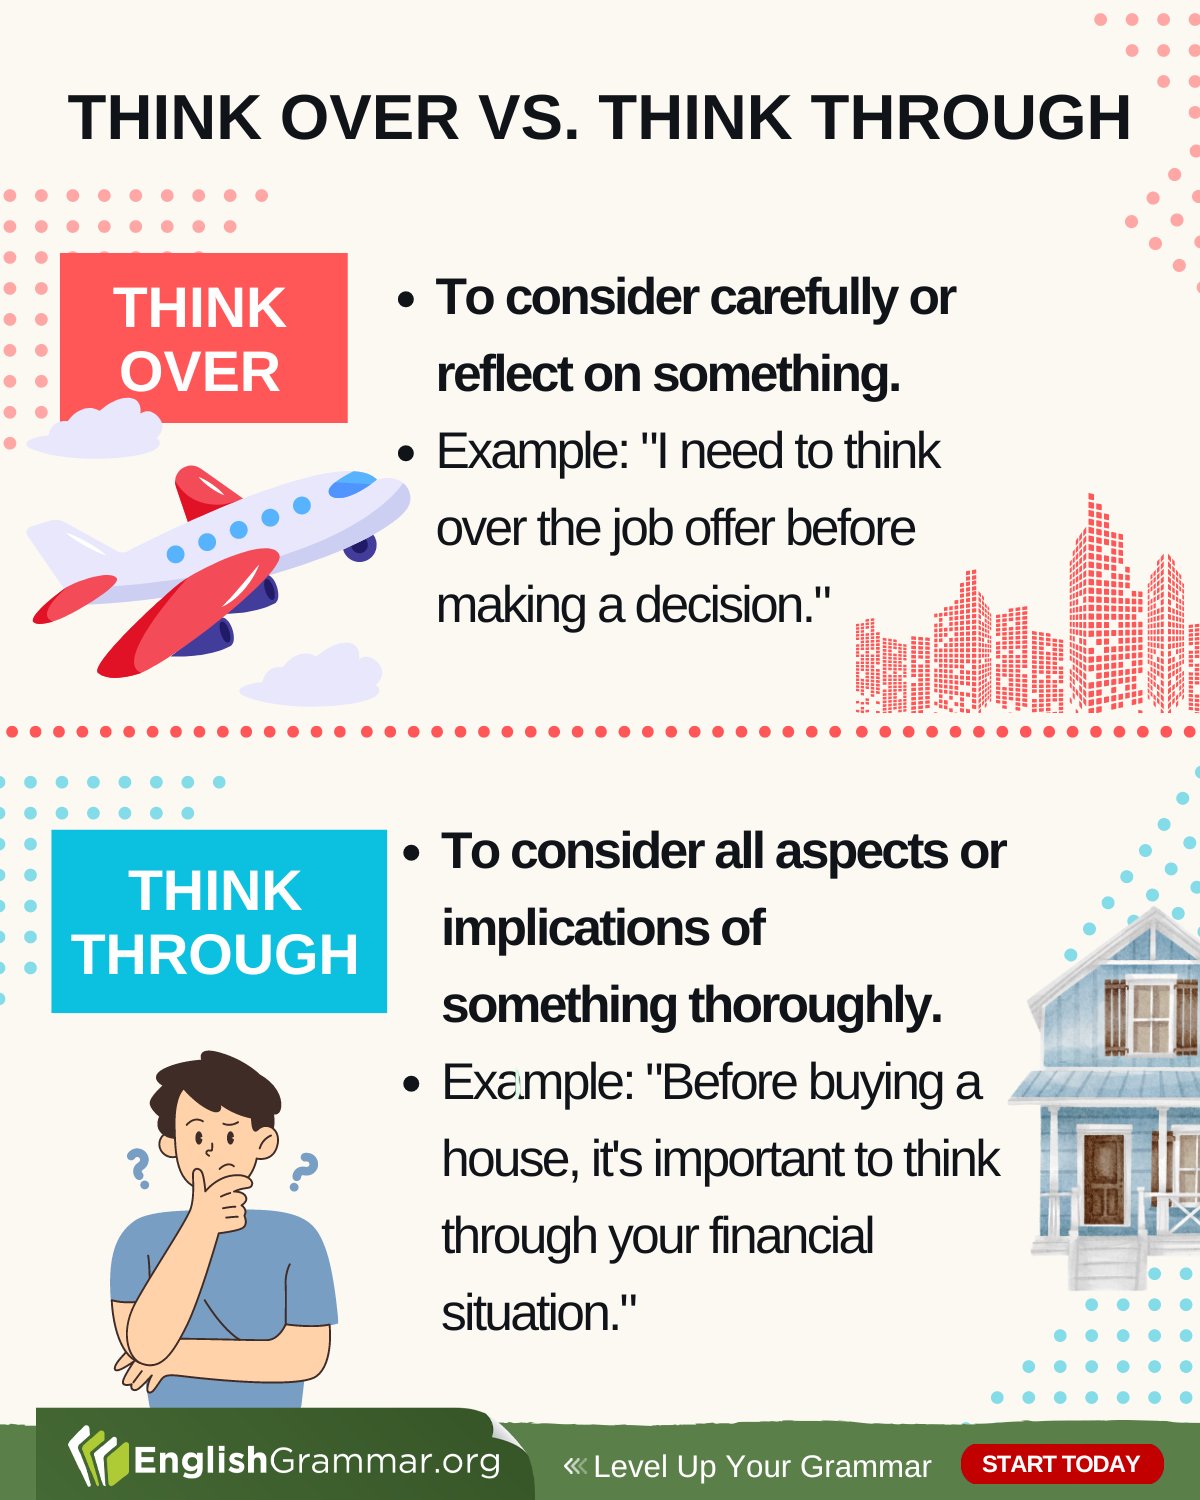 THINK OVER VS. THINK THROUGH
THINK
OVER
• To consider carefully or
reflect on something.
• Example: "I need to think
over the job offer before
making a decision."
THINK
THROUGH
• To consider all aspects or
implications of
something thoroughly.
• Example: "Before buying a
house, it's important to think
through your financial
situation."
? ?
EnglishGrammar.org
Level Up Your Grammar
START TODAY